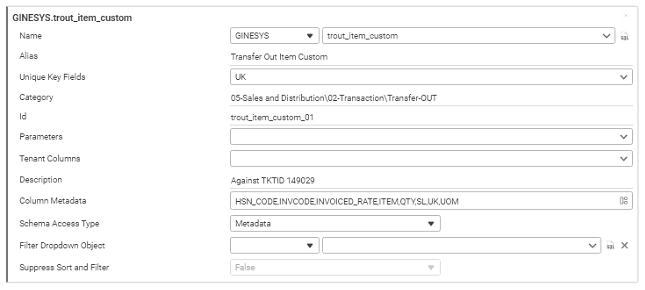 GINESYS.trout_item_custom
Name GINESYS trout_item_custom
Alias Transfer Out Item Custom
Unique Key Fields UK
Category 05-Sales and Distribution\02-Transaction\Transfer-OUT
Id trout_item_custom_01
Parameters
Tenant Columns
Description Against TKTID 149029
Column Metadata HSN_CODE,INVCODE,INVOICED_RATE,ITEM,QTY,SL,UK,UOM
Schema Access Type Metadata
Filter Dropdown Object
Suppress Sort and Filter False